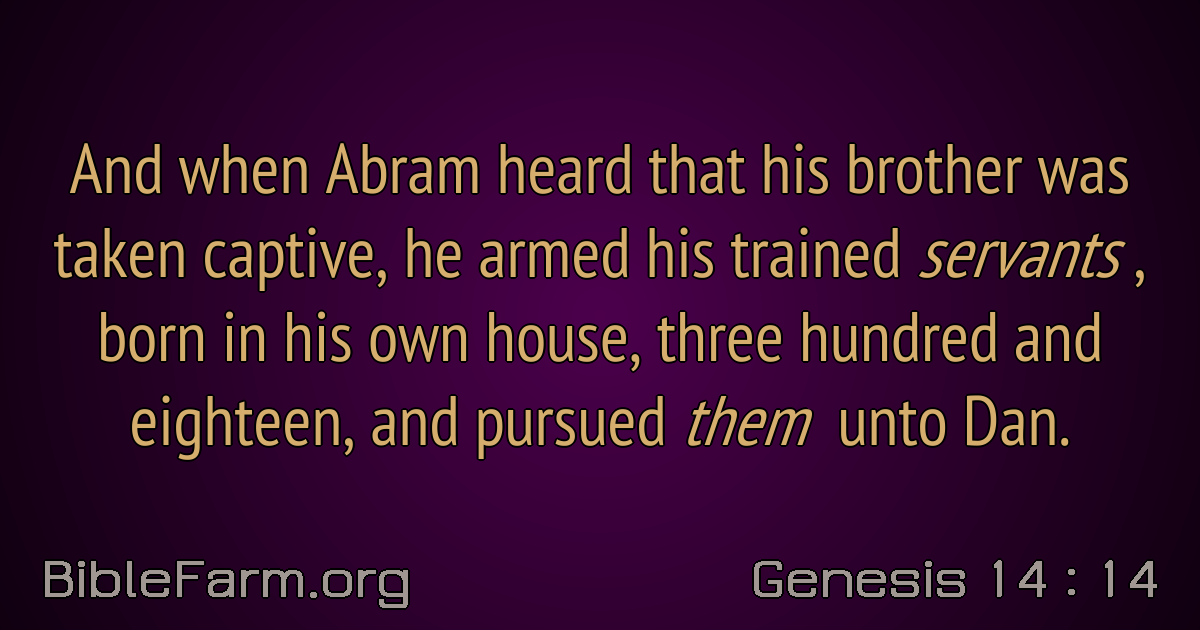 And when Abram heard that his brother was
taken captive, he armed his trained servants ,
born in his own house, three hundred and
eighteen, and pursued them unto Dan.
BibleFarm.org
Genesis 14 : 14